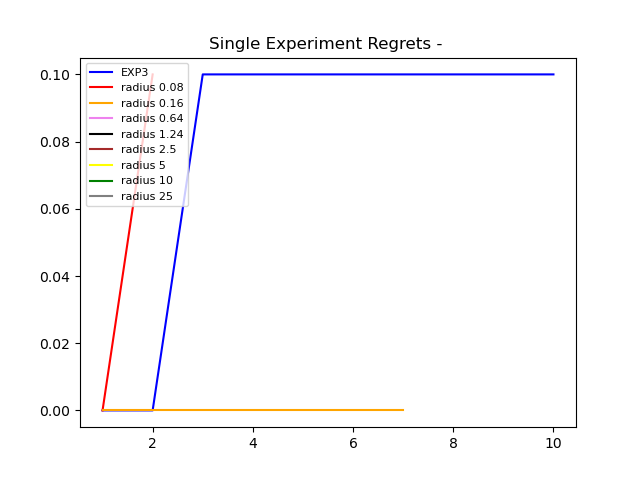 Single Experiment Regrets -
0.10
0.08
0.06
0.04
0.02
0.00
EXP3
radius 0.08
radius 0.16
radius 0.64
radius 1.24
radius 2.5
radius 5
radius 10
radius 25
2 4 6 8 10